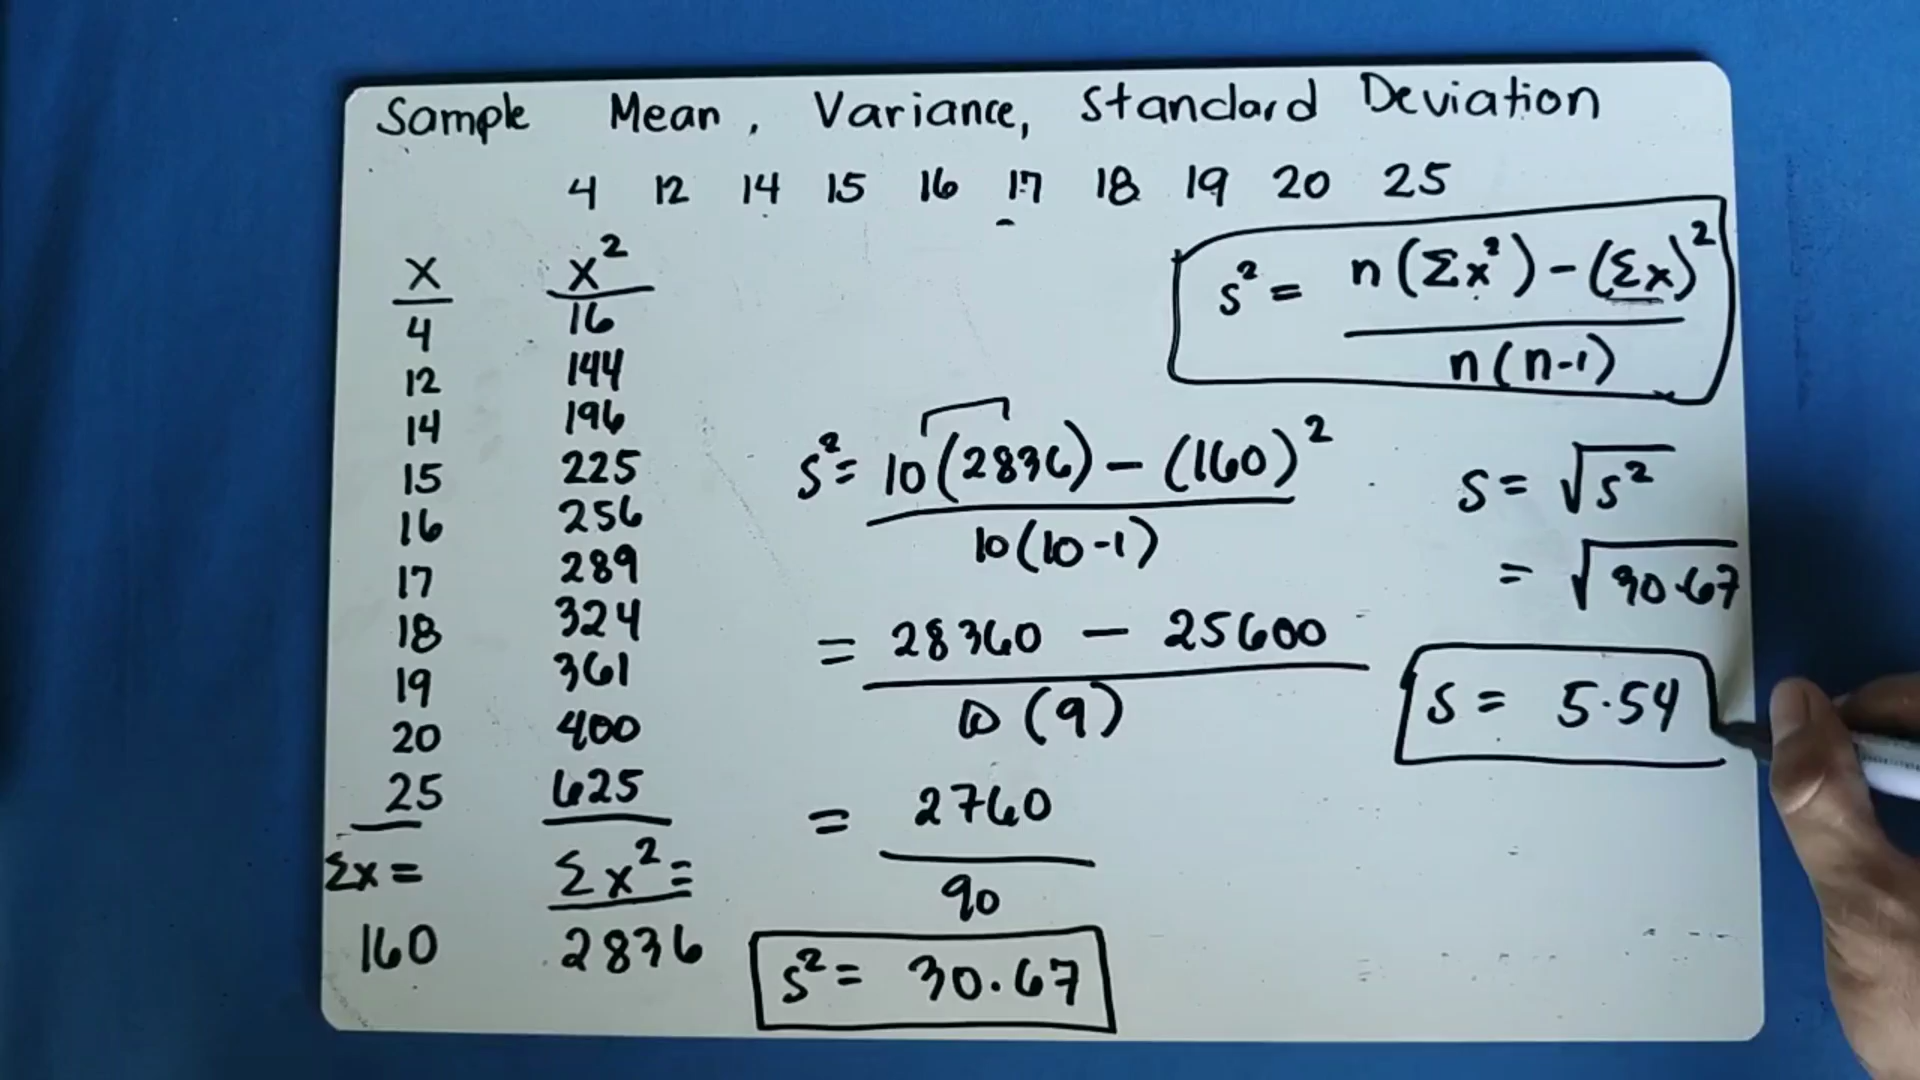 Sample Mean, Variance, Standard Deviation
4 12 14 15 16 17 18 19 20 25
x x²
4 16
12 144
14 196
15 225
16 256
17 289
18 324
19 361
20 400
25 625
Σx = Σx² =
160 2836
s² = n(Σx²) - (Σx)² / n(n-1)
s² = 10(2836) - (160)² / 10(10-1)
= 28360 - 25600 / 10(9)
= 2760 / 90
s² = 30.67
s = √s²
= √30.67
s = 5.54